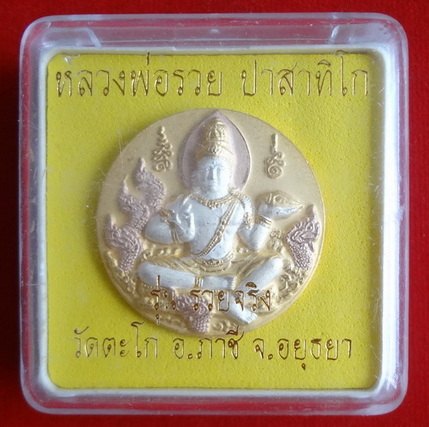 หลวงพ่อรวย ปาสาทิโก
รุ่น รวยจริง
วัดตะโก อ.ภาชี จ.อยุธยา